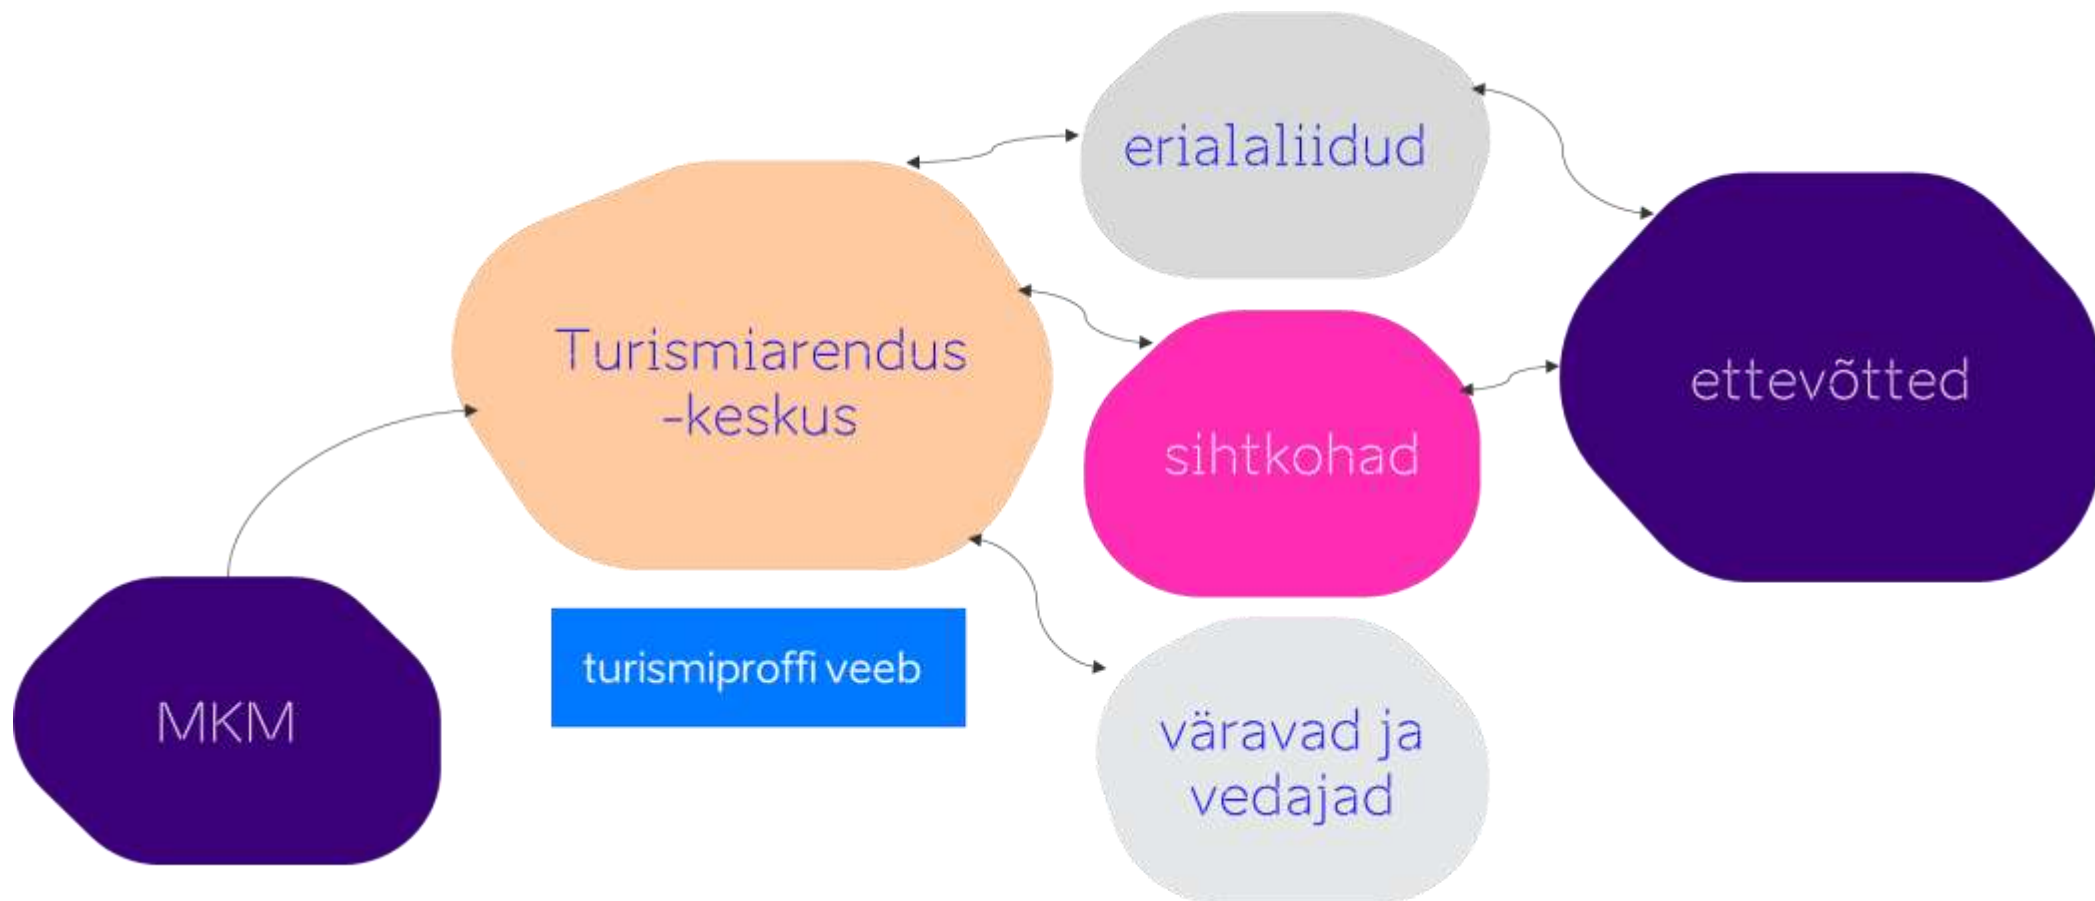 erialaliidud
Turismiarendus
-keskus
ettevõtted
sihtkohad
turismiproffi veeb
MKM
väravad ja
vedajad